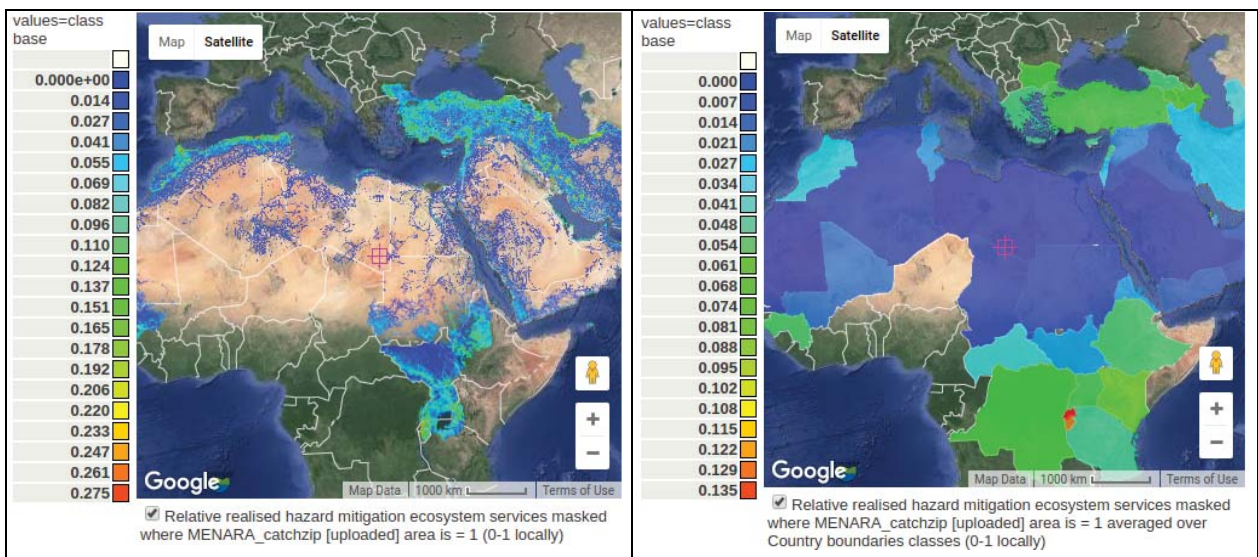 values=class
base
0.000e+00
0.014
0.027
0.041
0.055
0.069
0.082
0.096
0.110
0.124
0.137
0.151
0.165
0.178
0.192
0.206
0.220
0.233
0.247
0.261
0.275
Map Satellite
+
−
Google
Map Data 1000 km Terms of Use
Relative realised hazard mitigation ecosystem services masked
where MENARA_catchzip [uploaded] area is = 1 (0-1 locally)
values=class
base
0.000
0.007
0.014
0.021
0.027
0.034
0.041
0.048
0.054
0.061
0.068
0.074
0.081
0.088
0.095
0.102
0.108
0.115
0.122
0.129
0.135
Map Satellite
+
−
Google
Map Data 1000 km Terms of Use
Relative realised hazard mitigation ecosystem services masked
where MENARA_catchzip [uploaded] area is = 1 averaged over
Country boundaries classes (0-1 locally)